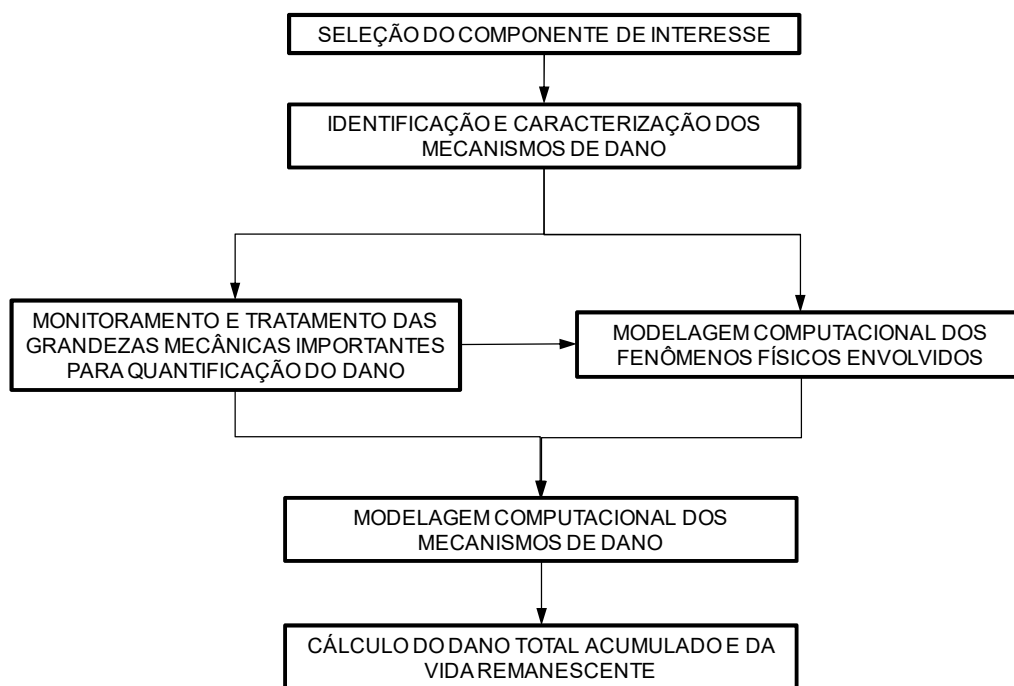 SELEÇÃO DO COMPONENTE DE INTERESSE
IDENTIFICAÇÃO E CARACTERIZAÇÃO DOS
MECANISMOS DE DANO
MONITORAMENTO E TRATAMENTO DAS
GRANDEZAS MECÂNICAS IMPORTANTES
PARA QUANTIFICAÇÃO DO DANO
MODELAGEM COMPUTACIONAL DOS
FENÔMENOS FÍSICOS ENVOLVIDOS
MODELAGEM COMPUTACIONAL DOS
MECANISMOS DE DANO
CÁLCULO DO DANO TOTAL ACUMULADO E DA
VIDA REMANESCENTE